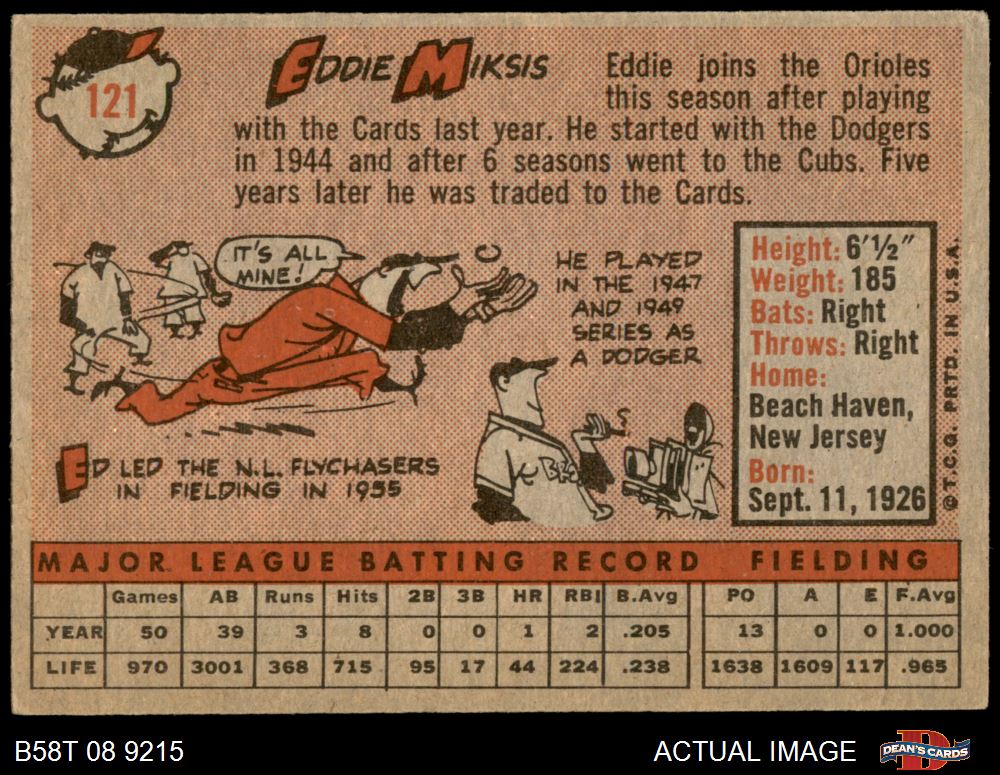 121
EDDIE MIKSIS
Eddie joins the Orioles
this season after playing
with the Cards last year. He started with the Dodgers
in 1944 and after 6 seasons went to the Cubs. Five
years later he was traded to the Cards.
IT'S ALL
MINE!
HE PLAYED
IN THE 1947
AND 1949
SERIES AS
A DODGER
ED LED THE N.L. FLYCHASERS
IN FIELDING IN 1955
Height: 6'½"
Weight: 185
Bats: Right
Throws: Right
Home:
Beach Haven,
New Jersey
Born:
Sept. 11, 1926
© T.C.G. PRTD. IN U.S.A.
MAJOR LEAGUE BATTING RECORD FIELDING
Games AB Runs Hits 2B 3B HR RBI B.Avg PO A E F.Avg
YEAR 50 39 3 8 0 0 1 2 .205 13 0 0 1.000
LIFE 970 3001 368 715 95 17 44 224 .238 1638 1609 117 .965
B58T 08 9215
ACTUAL IMAGE
DEAN'S CARDS